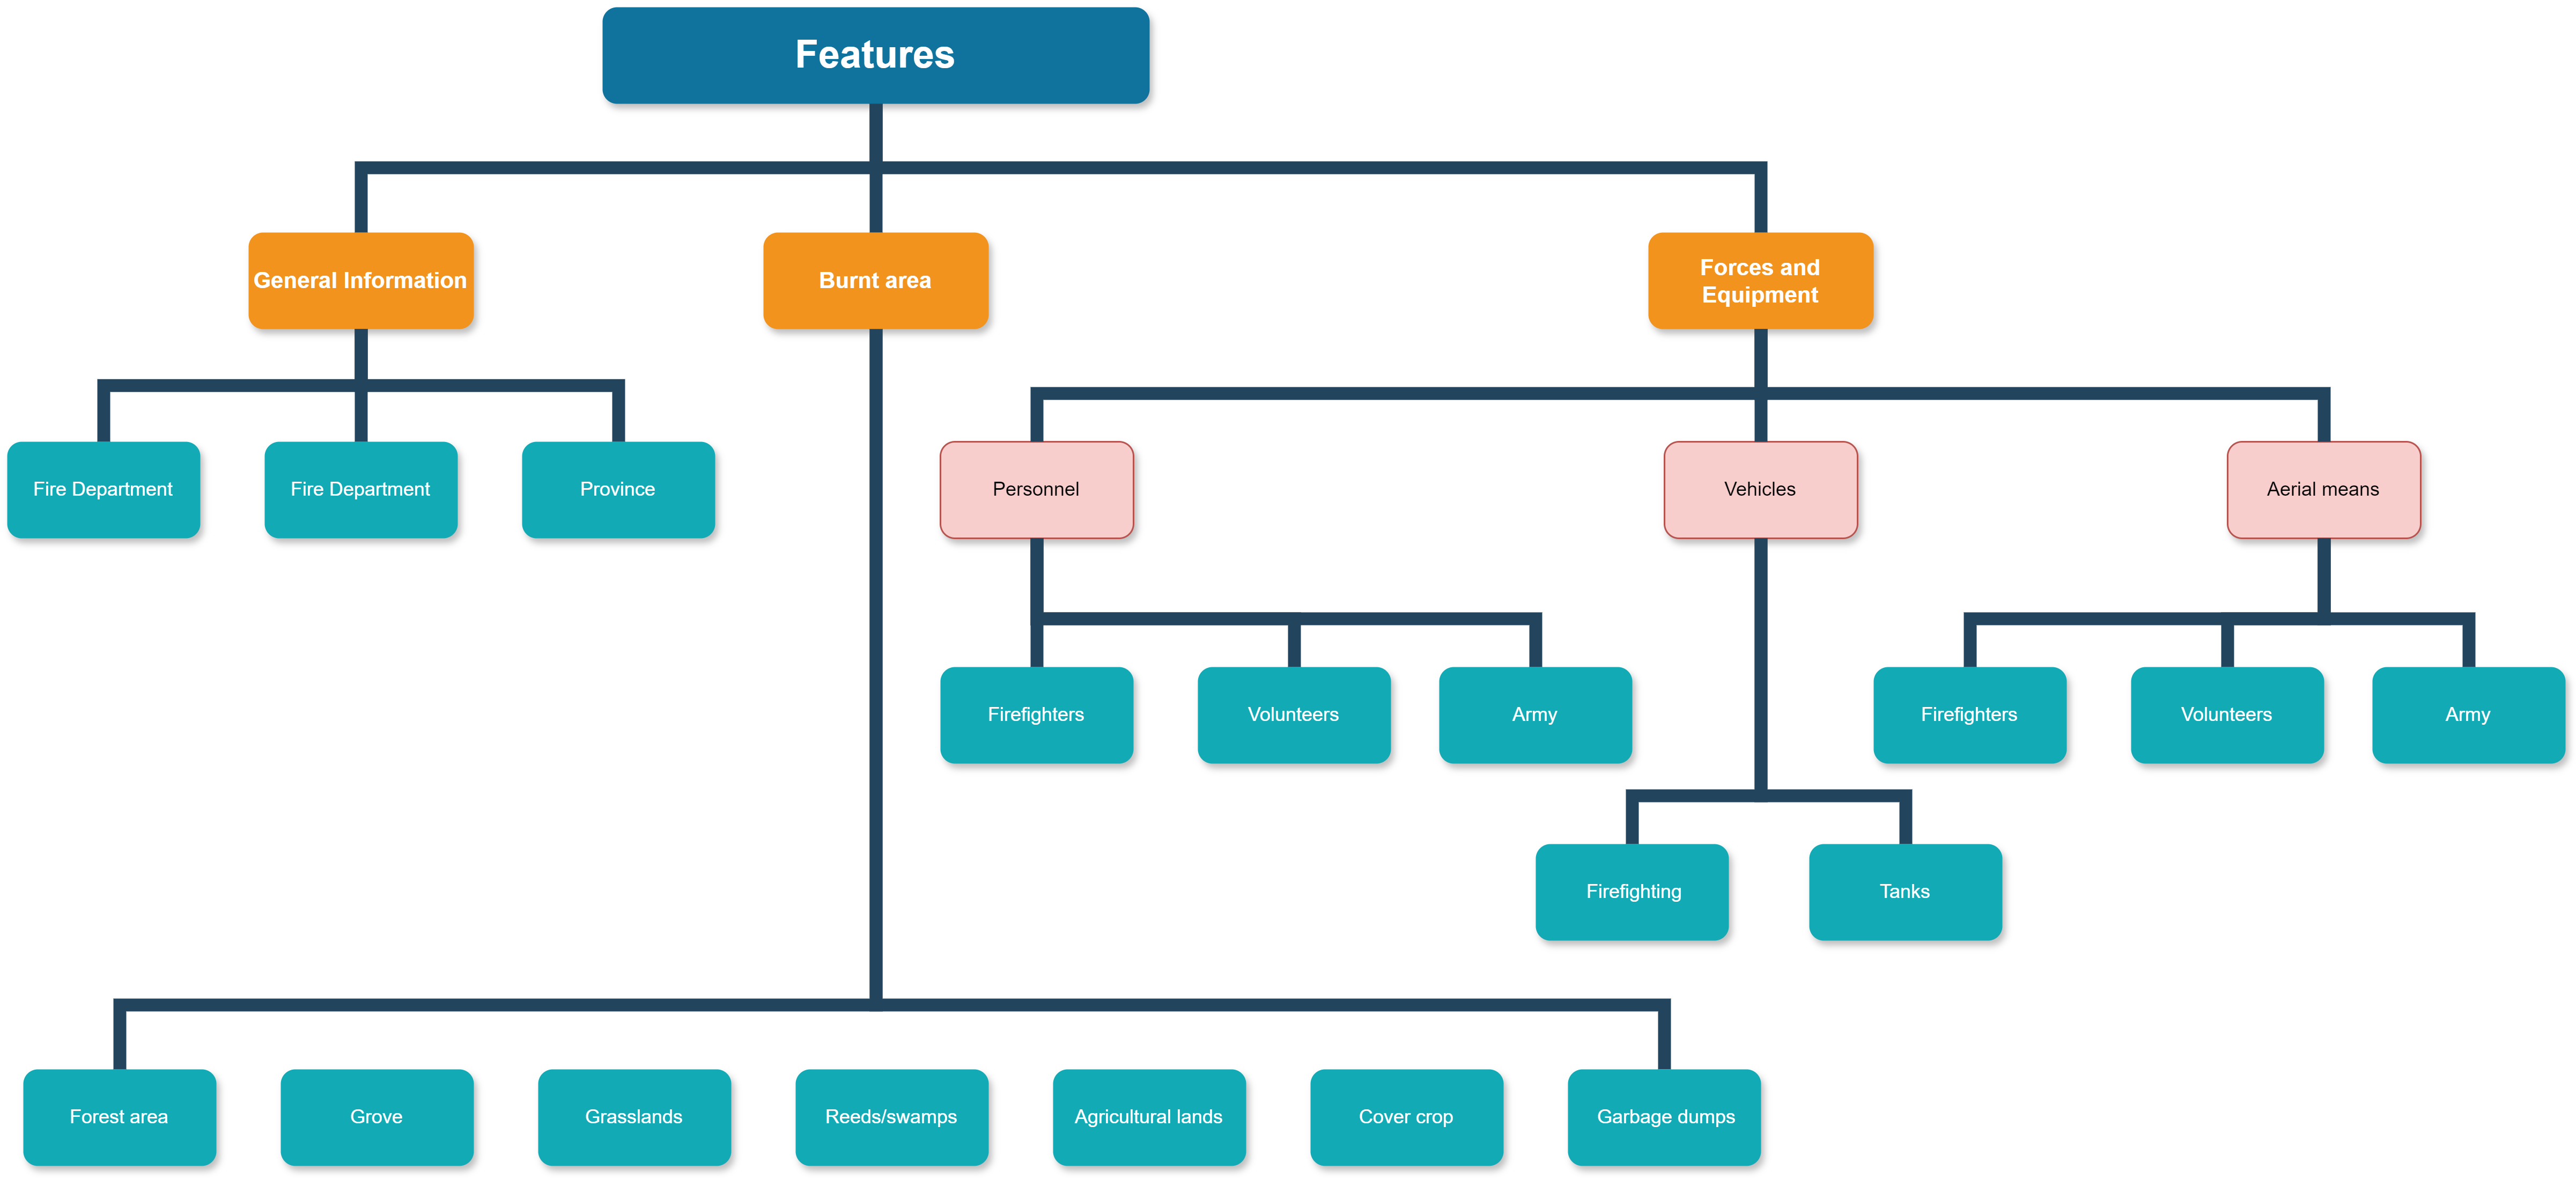 Features
General Information
Burnt area
Forces and
Equipment
Fire Department
Fire Department
Province
Personnel
Vehicles
Aerial means
Firefighters
Volunteers
Army
Firefighters
Volunteers
Army
Firefighting
Tanks
Forest area
Grove
Grasslands
Reeds/swamps
Agricultural lands
Cover crop
Garbage dumps